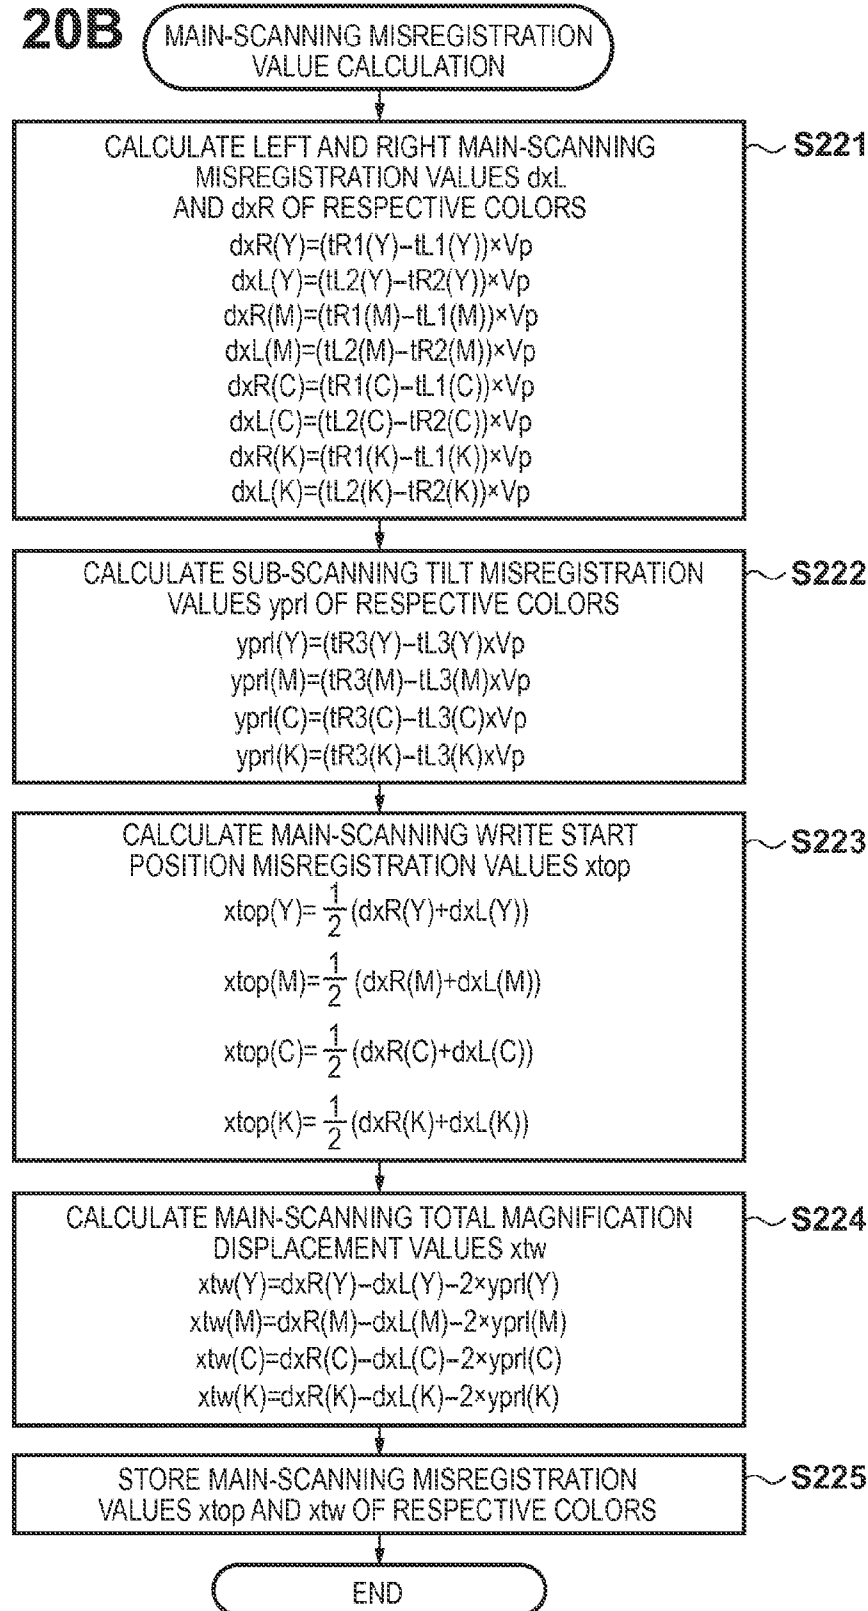 20B
MAIN-SCANNING MISREGISTRATION
VALUE CALCULATION
S221
CALCULATE LEFT AND RIGHT MAIN-SCANNING
MISREGISTRATION VALUES dxL
AND dxR OF RESPECTIVE COLORS
dxR(Y)=(tR1(Y)–tL1(Y))×Vp
dxL(Y)=(tL2(Y)–tR2(Y))×Vp
dxR(M)=(tR1(M)–tL1(M))×Vp
dxL(M)=(tL2(M)–tR2(M))×Vp
dxR(C)=(tR1(C)–tL1(C))×Vp
dxL(C)=(tL2(C)–tR2(C))×Vp
dxR(K)=(tR1(K)–tL1(K))×Vp
dxL(K)=(tL2(K)–tR2(K))×Vp
S222
CALCULATE SUB-SCANNING TILT MISREGISTRATION
VALUES yprl OF RESPECTIVE COLORS
yprl(Y)=(tR3(Y)–tL3(Y)xVp
yprl(M)=(tR3(M)–tL3(M)xVp
yprl(C)=(tR3(C)–tL3(C)xVp
yprl(K)=(tR3(K)–tL3(K)xVp
S223
CALCULATE MAIN-SCANNING WRITE START
POSITION MISREGISTRATION VALUES xtop
xtop(Y)= 1/2 (dxR(Y)+dxL(Y))
xtop(M)= 1/2 (dxR(M)+dxL(M))
xtop(C)= 1/2 (dxR(C)+dxL(C))
xtop(K)= 1/2 (dxR(K)+dxL(K))
S224
CALCULATE MAIN-SCANNING TOTAL MAGNIFICATION
DISPLACEMENT VALUES xtw
xtw(Y)=dxR(Y)–dxL(Y)–2×yprl(Y)
xtw(M)=dxR(M)–dxL(M)–2×yprl(M)
xtw(C)=dxR(C)–dxL(C)–2×yprl(C)
xtw(K)=dxR(K)–dxL(K)–2×yprl(K)
S225
STORE MAIN-SCANNING MISREGISTRATION
VALUES xtop AND xtw OF RESPECTIVE COLORS
END